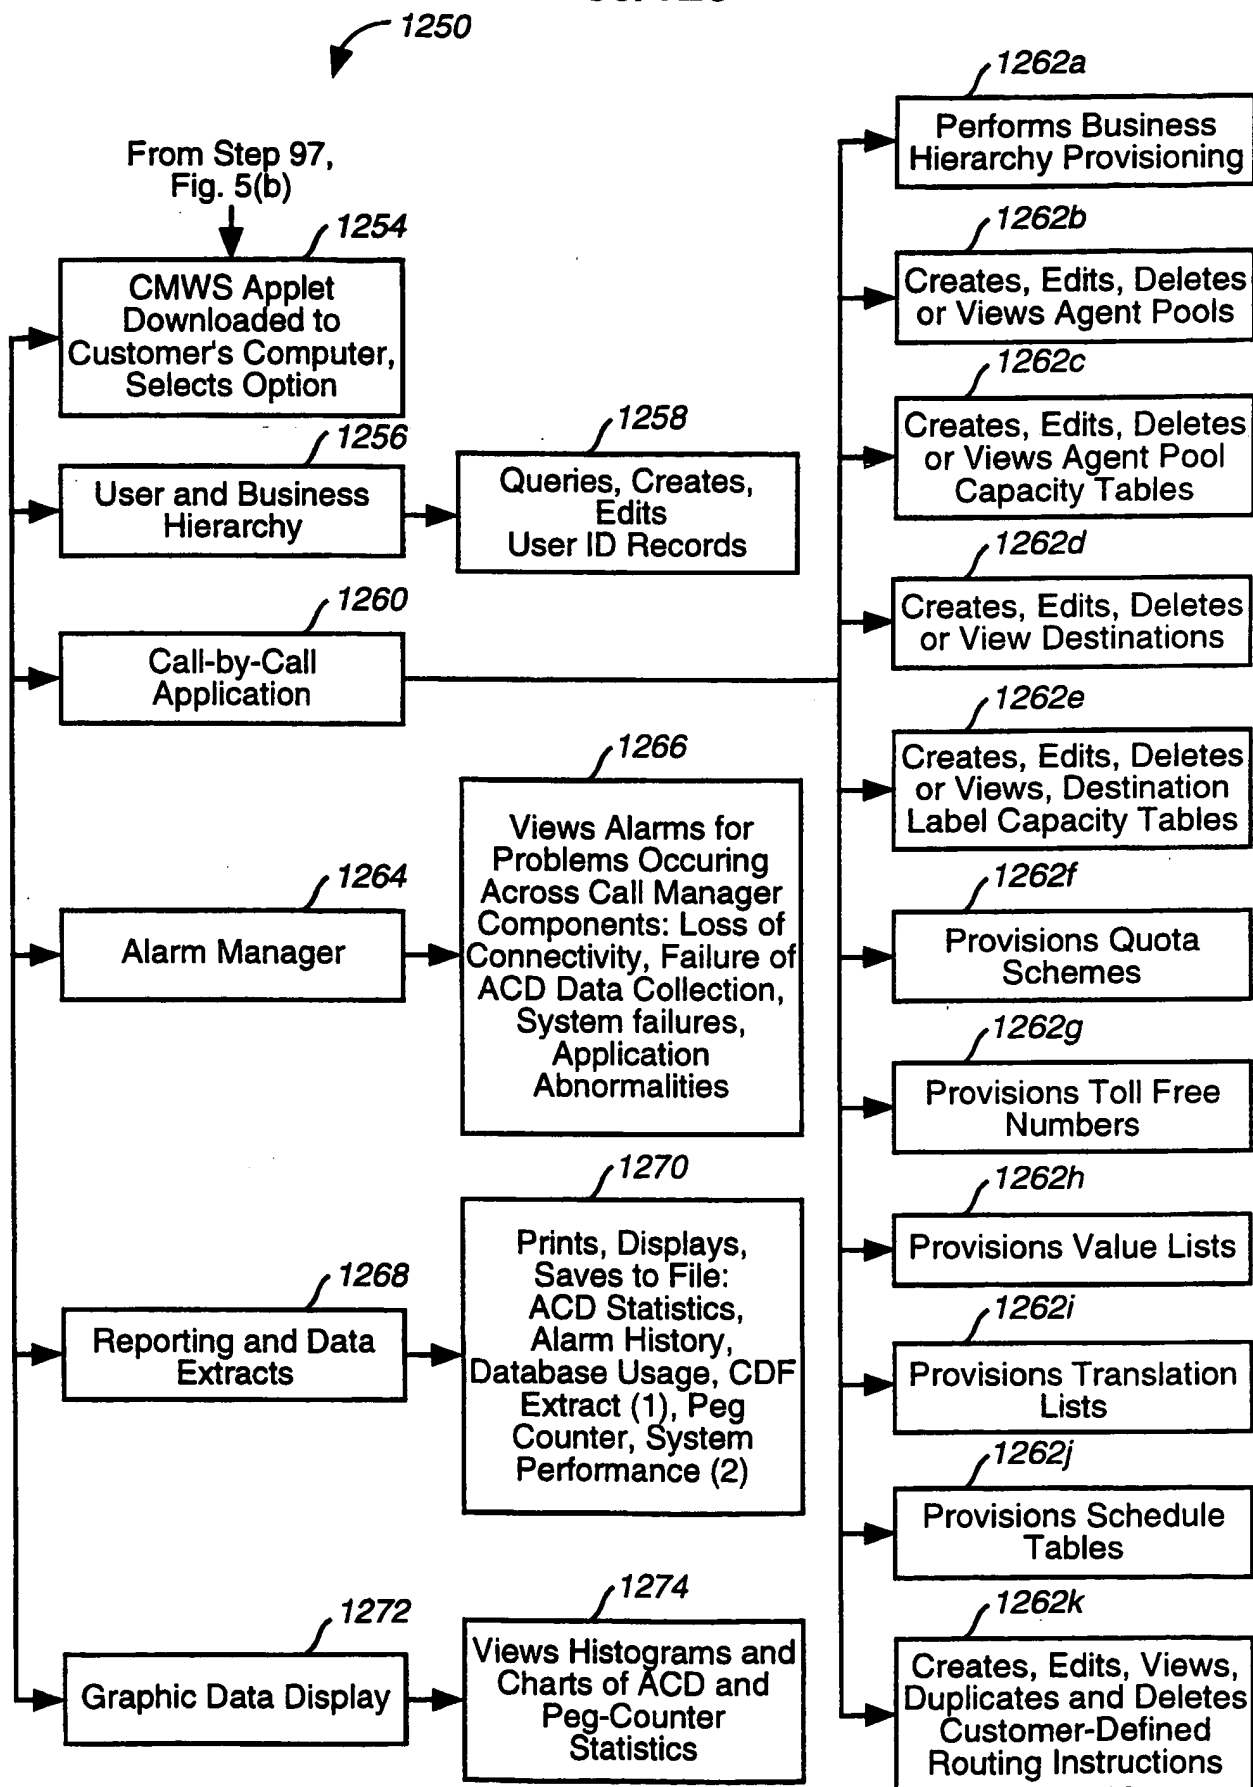 1250
From Step 97,
Fig. 5(b)
1254
CMWS Applet
Downloaded to
Customer's Computer,
Selects Option
1256
User and Business
Hierarchy
1258
Queries, Creates,
Edits
User ID Records
1260
Call-by-Call
Application
1264
Alarm Manager
1266
Views Alarms for
Problems Occuring
Across Call Manager
Components: Loss of
Connectivity, Failure of
ACD Data Collection,
System failures,
Application
Abnormalities
1268
Reporting and Data
Extracts
1270
Prints, Displays,
Saves to File:
ACD Statistics,
Alarm History,
Database Usage, CDF
Extract (1), Peg
Counter, System
Performance (2)
1272
Graphic Data Display
1274
Views Histograms and
Charts of ACD and
Peg-Counter
Statistics
1262a
Performs Business
Hierarchy Provisioning
1262b
Creates, Edits, Deletes
or Views Agent Pools
1262c
Creates, Edits, Deletes
or Views Agent Pool
Capacity Tables
1262d
Creates, Edits, Deletes
or View Destinations
1262e
Creates, Edits, Deletes
or Views, Destination
Label Capacity Tables
1262f
Provisions Quota
Schemes
1262g
Provisions Toll Free
Numbers
1262h
Provisions Value Lists
1262i
Provisions Translation
Lists
1262j
Provisions Schedule
Tables
1262k
Creates, Edits, Views,
Duplicates and Deletes
Customer-Defined
Routing Instructions